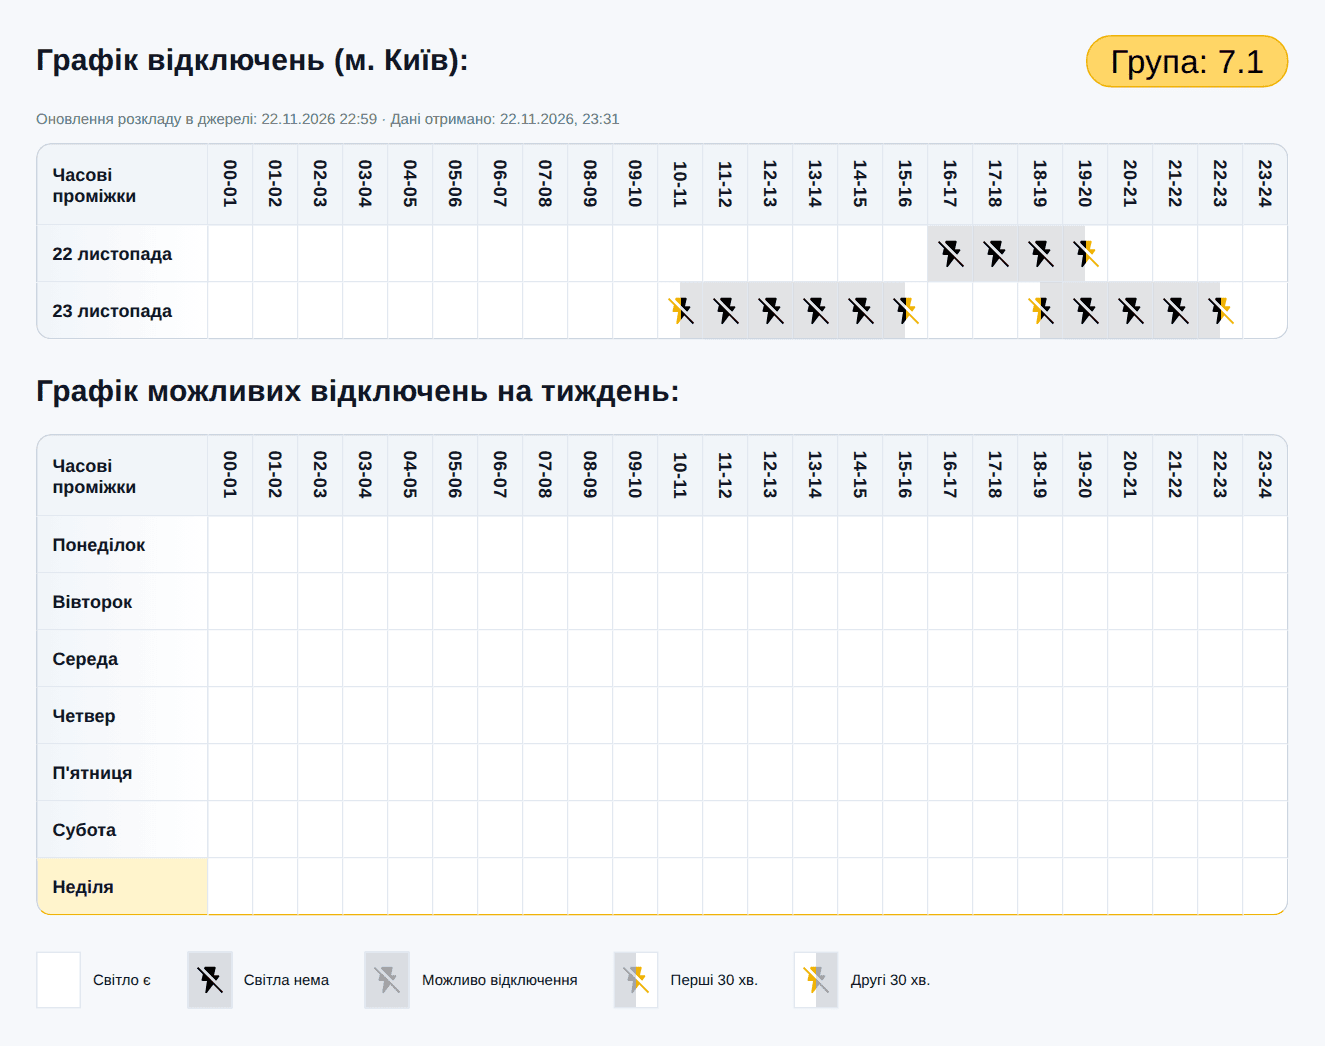 Графік відключень (м. Київ):
Група: 7.1
Оновлення розкладу в джерелі: 22.11.2026 22:59 · Дані отримано: 22.11.2026, 23:31
Часові
проміжки
00-01
01-02
02-03
03-04
04-05
05-06
06-07
07-08
08-09
09-10
10-11
11-12
12-13
13-14
14-15
15-16
16-17
17-18
18-19
19-20
20-21
21-22
22-23
23-24
22 листопада
23 листопада
Графік можливих відключень на тиждень:
Часові
проміжки
00-01
01-02
02-03
03-04
04-05
05-06
06-07
07-08
08-09
09-10
10-11
11-12
12-13
13-14
14-15
15-16
16-17
17-18
18-19
19-20
20-21
21-22
22-23
23-24
Понеділок
Вівторок
Середа
Четвер
П'ятниця
Субота
Неділя
Світло є
Світла нема
Можливо відключення
Перші 30 хв.
Другі 30 хв.